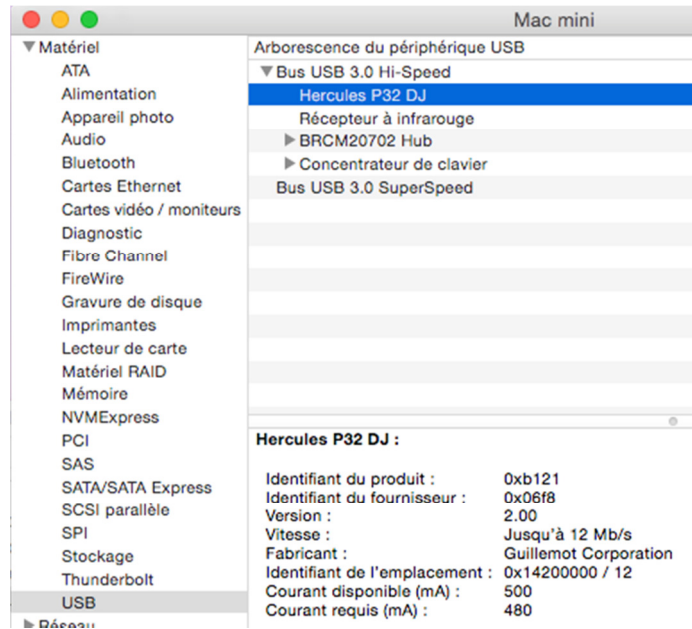 Mac mini
▼Matériel
ATA
Alimentation
Appareil photo
Audio
Bluetooth
Cartes Ethernet
Cartes vidéo / moniteurs
Diagnostic
Fibre Channel
FireWire
Gravure de disque
Imprimantes
Lecteur de carte
Matériel RAID
Mémoire
NVMExpress
PCI
SAS
SATA/SATA Express
SCSI parallèle
SPI
Stockage
Thunderbolt
USB
▶Réseau
Arborescence du périphérique USB
▼Bus USB 3.0 Hi-Speed
Hercules P32 DJ
Récepteur à infrarouge
▶BRCM20702 Hub
▶Concentrateur de clavier
Bus USB 3.0 SuperSpeed
Hercules P32 DJ :
Identifiant du produit : 0xb121
Identifiant du fournisseur : 0x06f8
Version : 2.00
Vitesse : Jusqu'à 12 Mb/s
Fabricant : Guillemot Corporation
Identifiant de l'emplacement : 0x14200000 / 12
Courant disponible (mA) : 500
Courant requis (mA) : 480